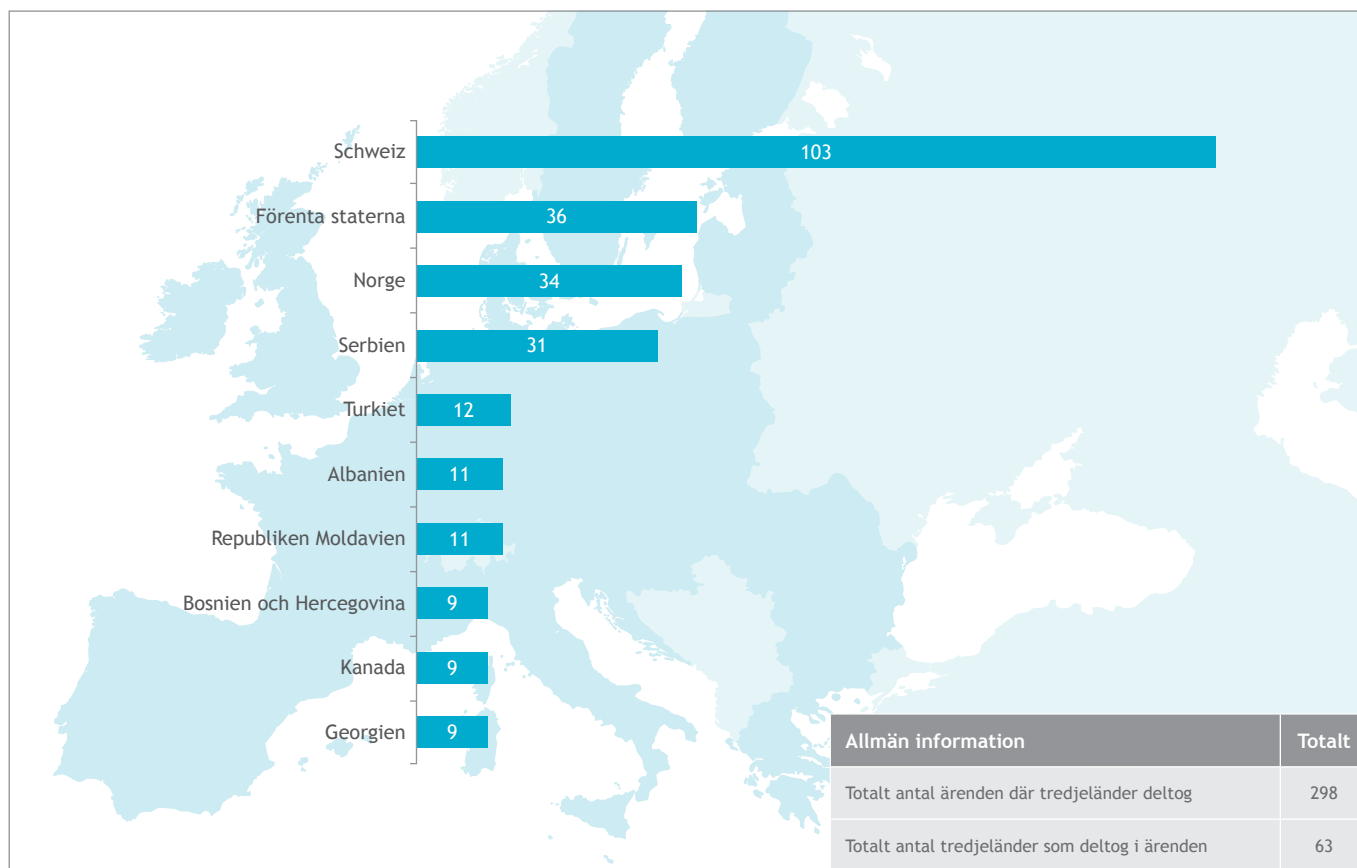 Schweiz 103
Förenta staterna 36
Norge 34
Serbien 31
Turkiet 12
Albanien 11
Republiken Moldavien 11
Bosnien och Hercegovina 9
Kanada 9
Georgien 9
Allmän information Totalt
Totalt antal ärenden där tredjeländer deltog 298
Totalt antal tredjeländer som deltog i ärenden 63